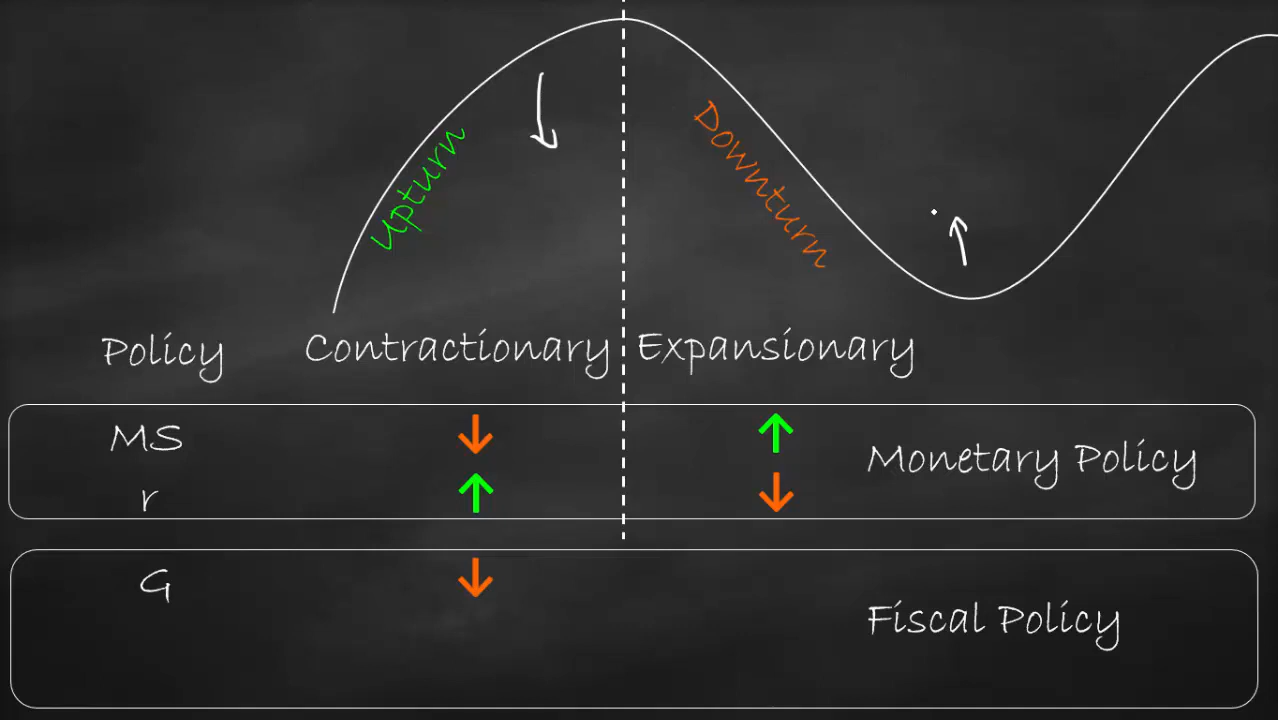 Upturn
Downturn
Policy Contractionary Expansionary
MS ↓ ↑ Monetary Policy
r ↑ ↓
G ↓ Fiscal Policy